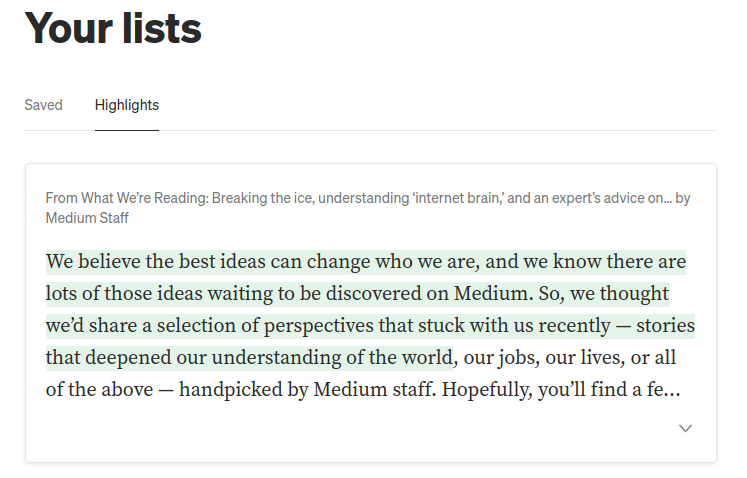 Your lists
Saved
Highlights
From What We're Reading: Breaking the ice, understanding ‘internet brain,’ and an expert's advice on... by
Medium Staff
We believe the best ideas can change who we are, and we know there are
lots of those ideas waiting to be discovered on Medium. So, we thought
we’d share a selection of perspectives that stuck with us recently — stories
that deepened our understanding of the world, our jobs, our lives, or all
of the above — handpicked by Medium staff. Hopefully, you’ll find a fe...